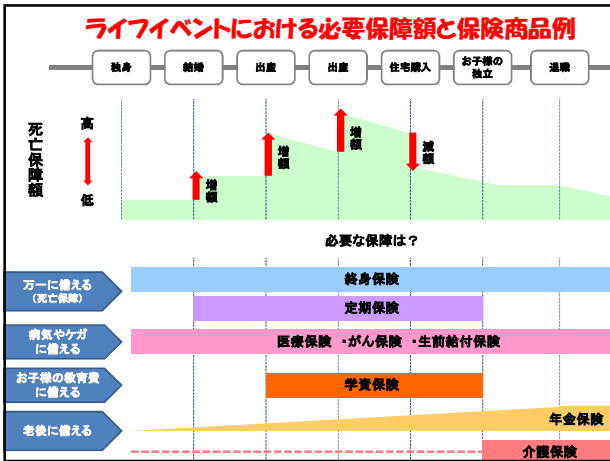 ライフイベントにおける必要保障額と保険商品例
独身
結婚
出産
出産
住宅購入
お子様の
独立
退職
死亡保障額
高
低
増額
増額
増額
減額
必要な保障は？
万一に備える
(死亡保障)
終身保険
定期保険
病気やケガ
に備える
医療保険 ・がん保険 ・生前給付保険
お子様の教育費
に備える
学資保険
老後に備える
年金保険
介護保険